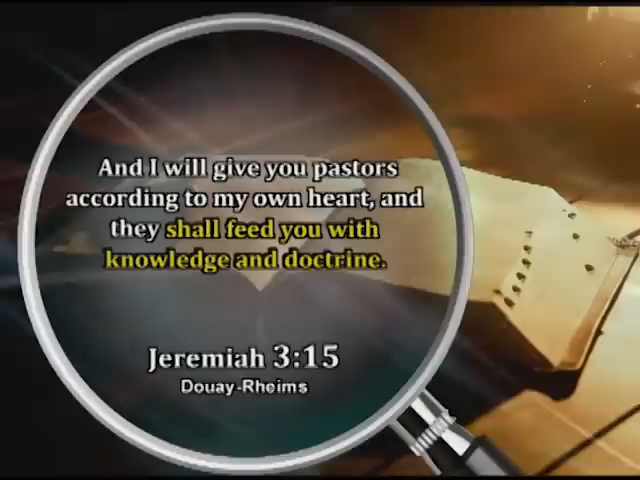 And I will give you pastors
according to my own heart, and
they shall feed you with
knowledge and doctrine.
Jeremiah 3:15
Douay-Rheims